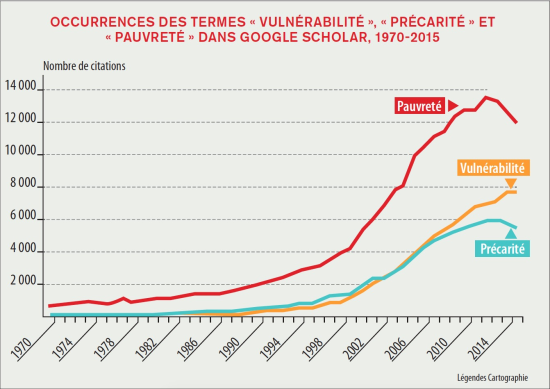 OCCURRENCES DES TERMES « VULNÉRABILITÉ », « PRÉCARITÉ » ET
« PAUVRETÉ » DANS GOOGLE SCHOLAR, 1970-2015
Nombre de citations
14 000
12 000
10 000
8 000
6 000
4 000
2 000
Pauvreté
Vulnérabilité
Précarité
1970
1974
1978
1982
1986
1990
1994
1998
2002
2006
2010
2014
Légendes Cartographie